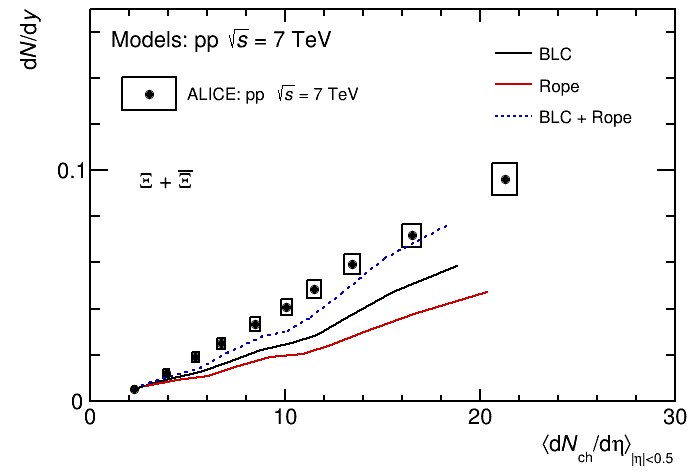 dN/dy
Models: pp √s = 7 TeV
ALICE: pp √s = 7 TeV
BLC
Rope
BLC + Rope
Ξ + Ξ̅
0.1
0
0 10 20 30
⟨dN_ch/dη⟩_|η|<0.5